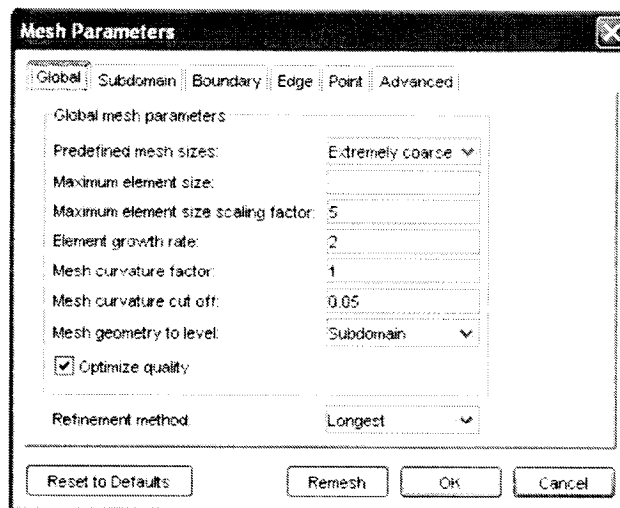 Mesh Parameters
Global Subdomain Boundary Edge Point Advanced
Global mesh parameters
Predefined mesh sizes: Extremely coarse
Maximum element size:
Maximum element size scaling factor: 5
Element growth rate: 2
Mesh curvature factor: 1
Mesh curvature cut off: 0.05
Mesh geometry to level: Subdomain
Optimize quality
Refinement method: Longest
Reset to Defaults Remesh OK Cancel